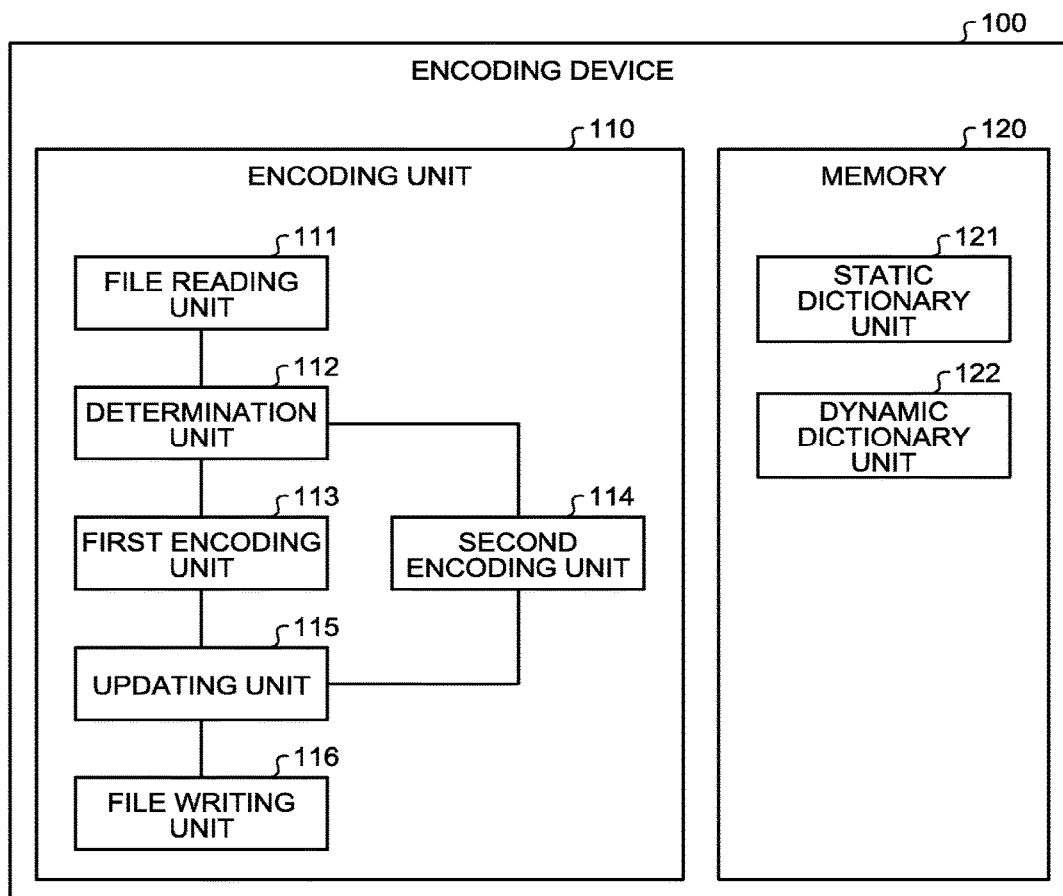 100
ENCODING DEVICE
110
ENCODING UNIT
111
FILE READING
UNIT
112
DETERMINATION
UNIT
113
FIRST ENCODING
UNIT
114
SECOND
ENCODING UNIT
115
UPDATING UNIT
116
FILE WRITING
UNIT
120
MEMORY
121
STATIC
DICTIONARY
UNIT
122
DYNAMIC
DICTIONARY
UNIT